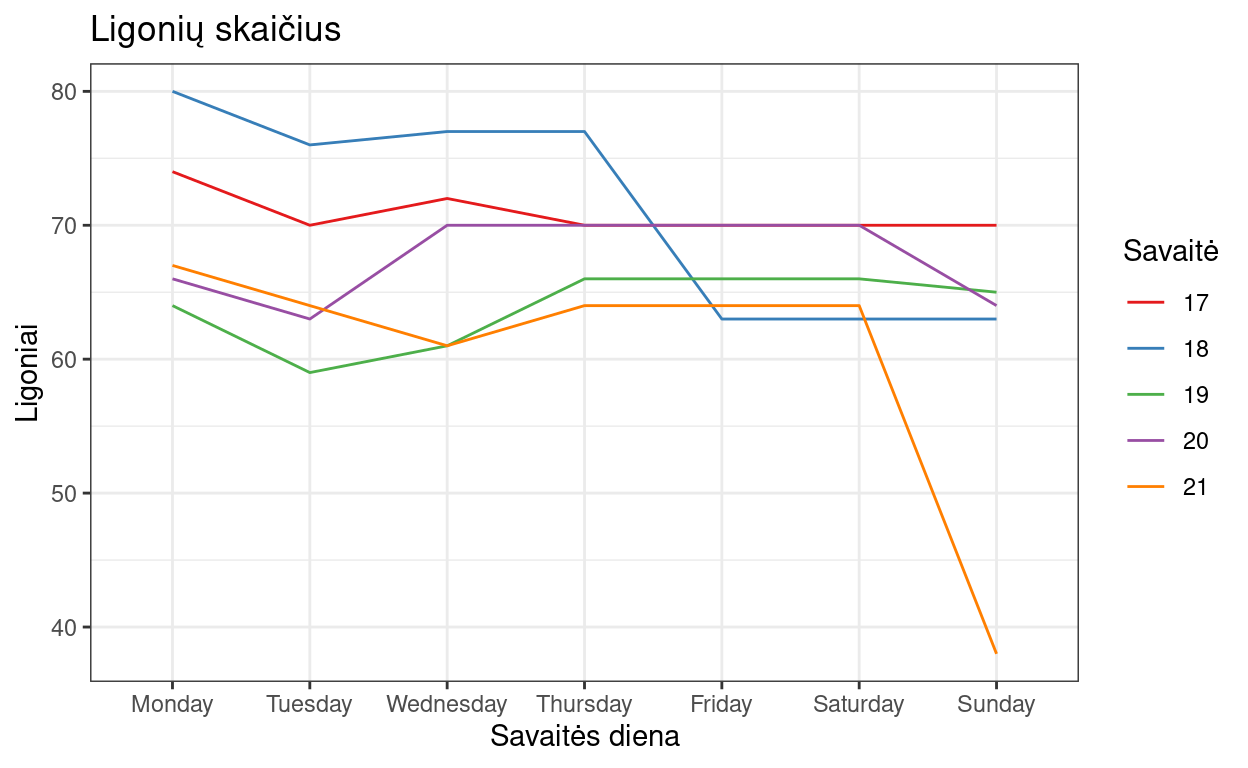 Ligonių skaičius
80
70
60
50
40
Ligoniai
Monday Tuesday Wednesday Thursday Friday Saturday Sunday
Savaitės diena
Savaitė
17
18
19
20
21